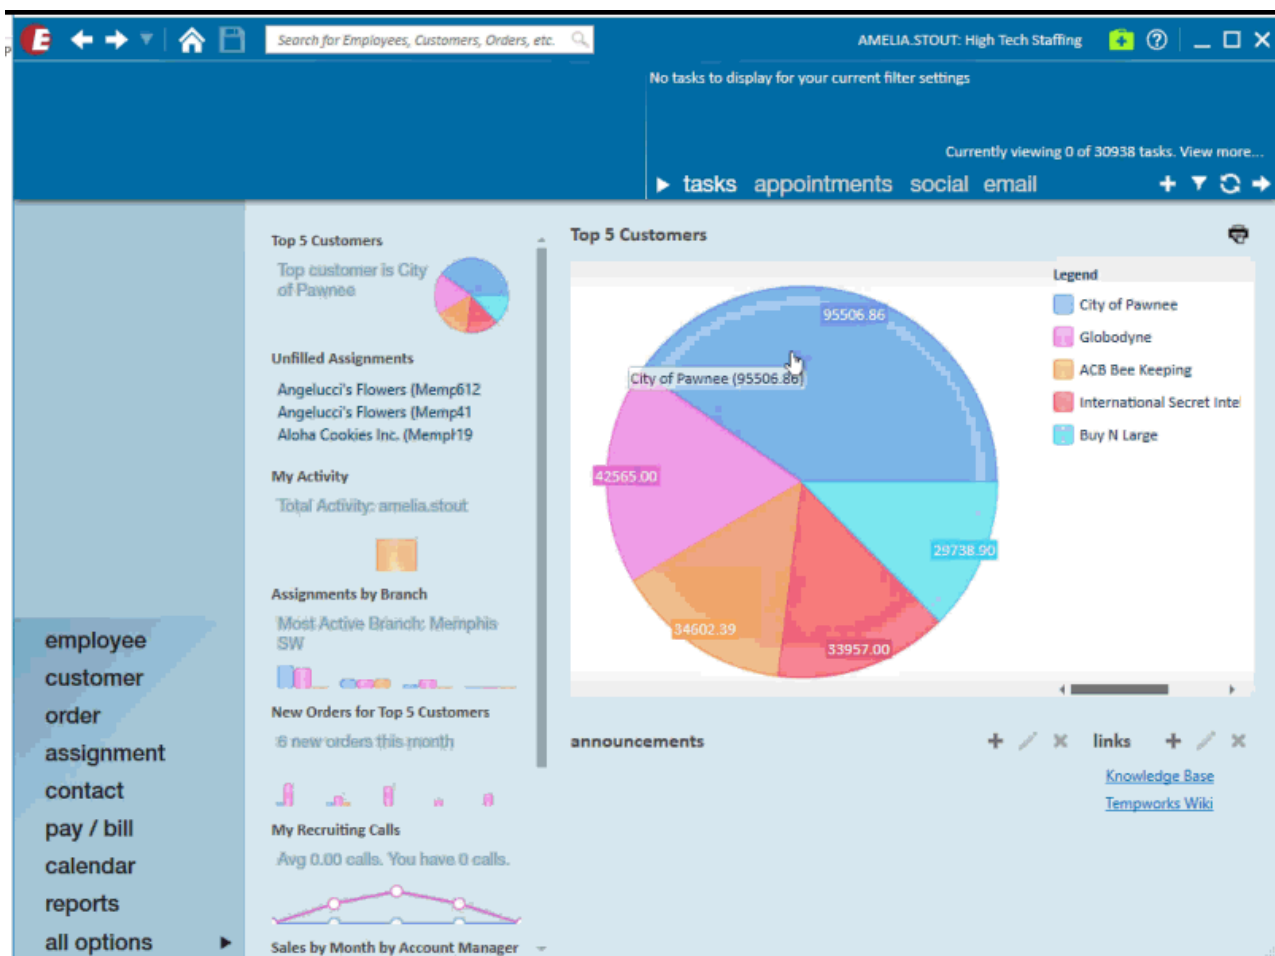 E
Search for Employees, Customers, Orders, etc.
AMELIA.STOUT: High Tech Staffing
No tasks to display for your current filter settings
Currently viewing 0 of 30938 tasks. View more...
tasks appointments social email
Top 5 Customers
Top customer is City
of Pawnee
Unfilled Assignments
Angelucci's Flowers (Memp612
Angelucci's Flowers (Memp41
Aloha Cookies Inc. (Mempl19
My Activity
Total Activity: amelia.stout
Assignments by Branch
Most Active Branch: Memphis
SW
New Orders for Top 5 Customers
6 new orders this month
My Recruiting Calls
Avg 0.00 calls. You have 0 calls.
Sales by Month by Account Manager
Top 5 Customers
95506.86
City of Pawnee (95506.86)
42565.00
29738.90
34602.39
33957.00
Legend
City of Pawnee
Globodyne
ACB Bee Keeping
International Secret Intel
Buy N Large
announcements
links
Knowledge Base
Tempworks Wiki
employee
customer
order
assignment
contact
pay / bill
calendar
reports
all options